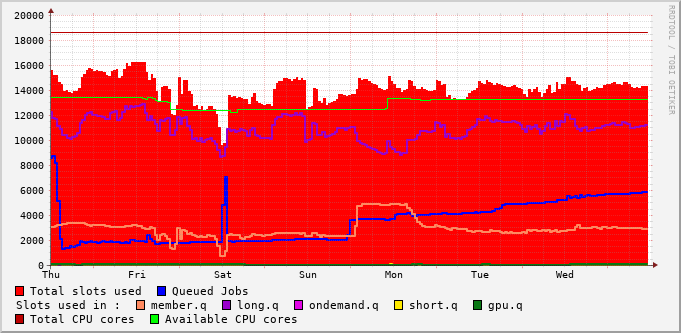 20000
18000
16000
14000
12000
10000
8000
6000
4000
2000
0
Thu Fri Sat Sun Mon Tue Wed
RRDTOOL / TOBI OETIKER
Total slots used Queued Jobs
Slots used in : member.q long.q ondemand.q short.q gpu.q
Total CPU cores Available CPU cores